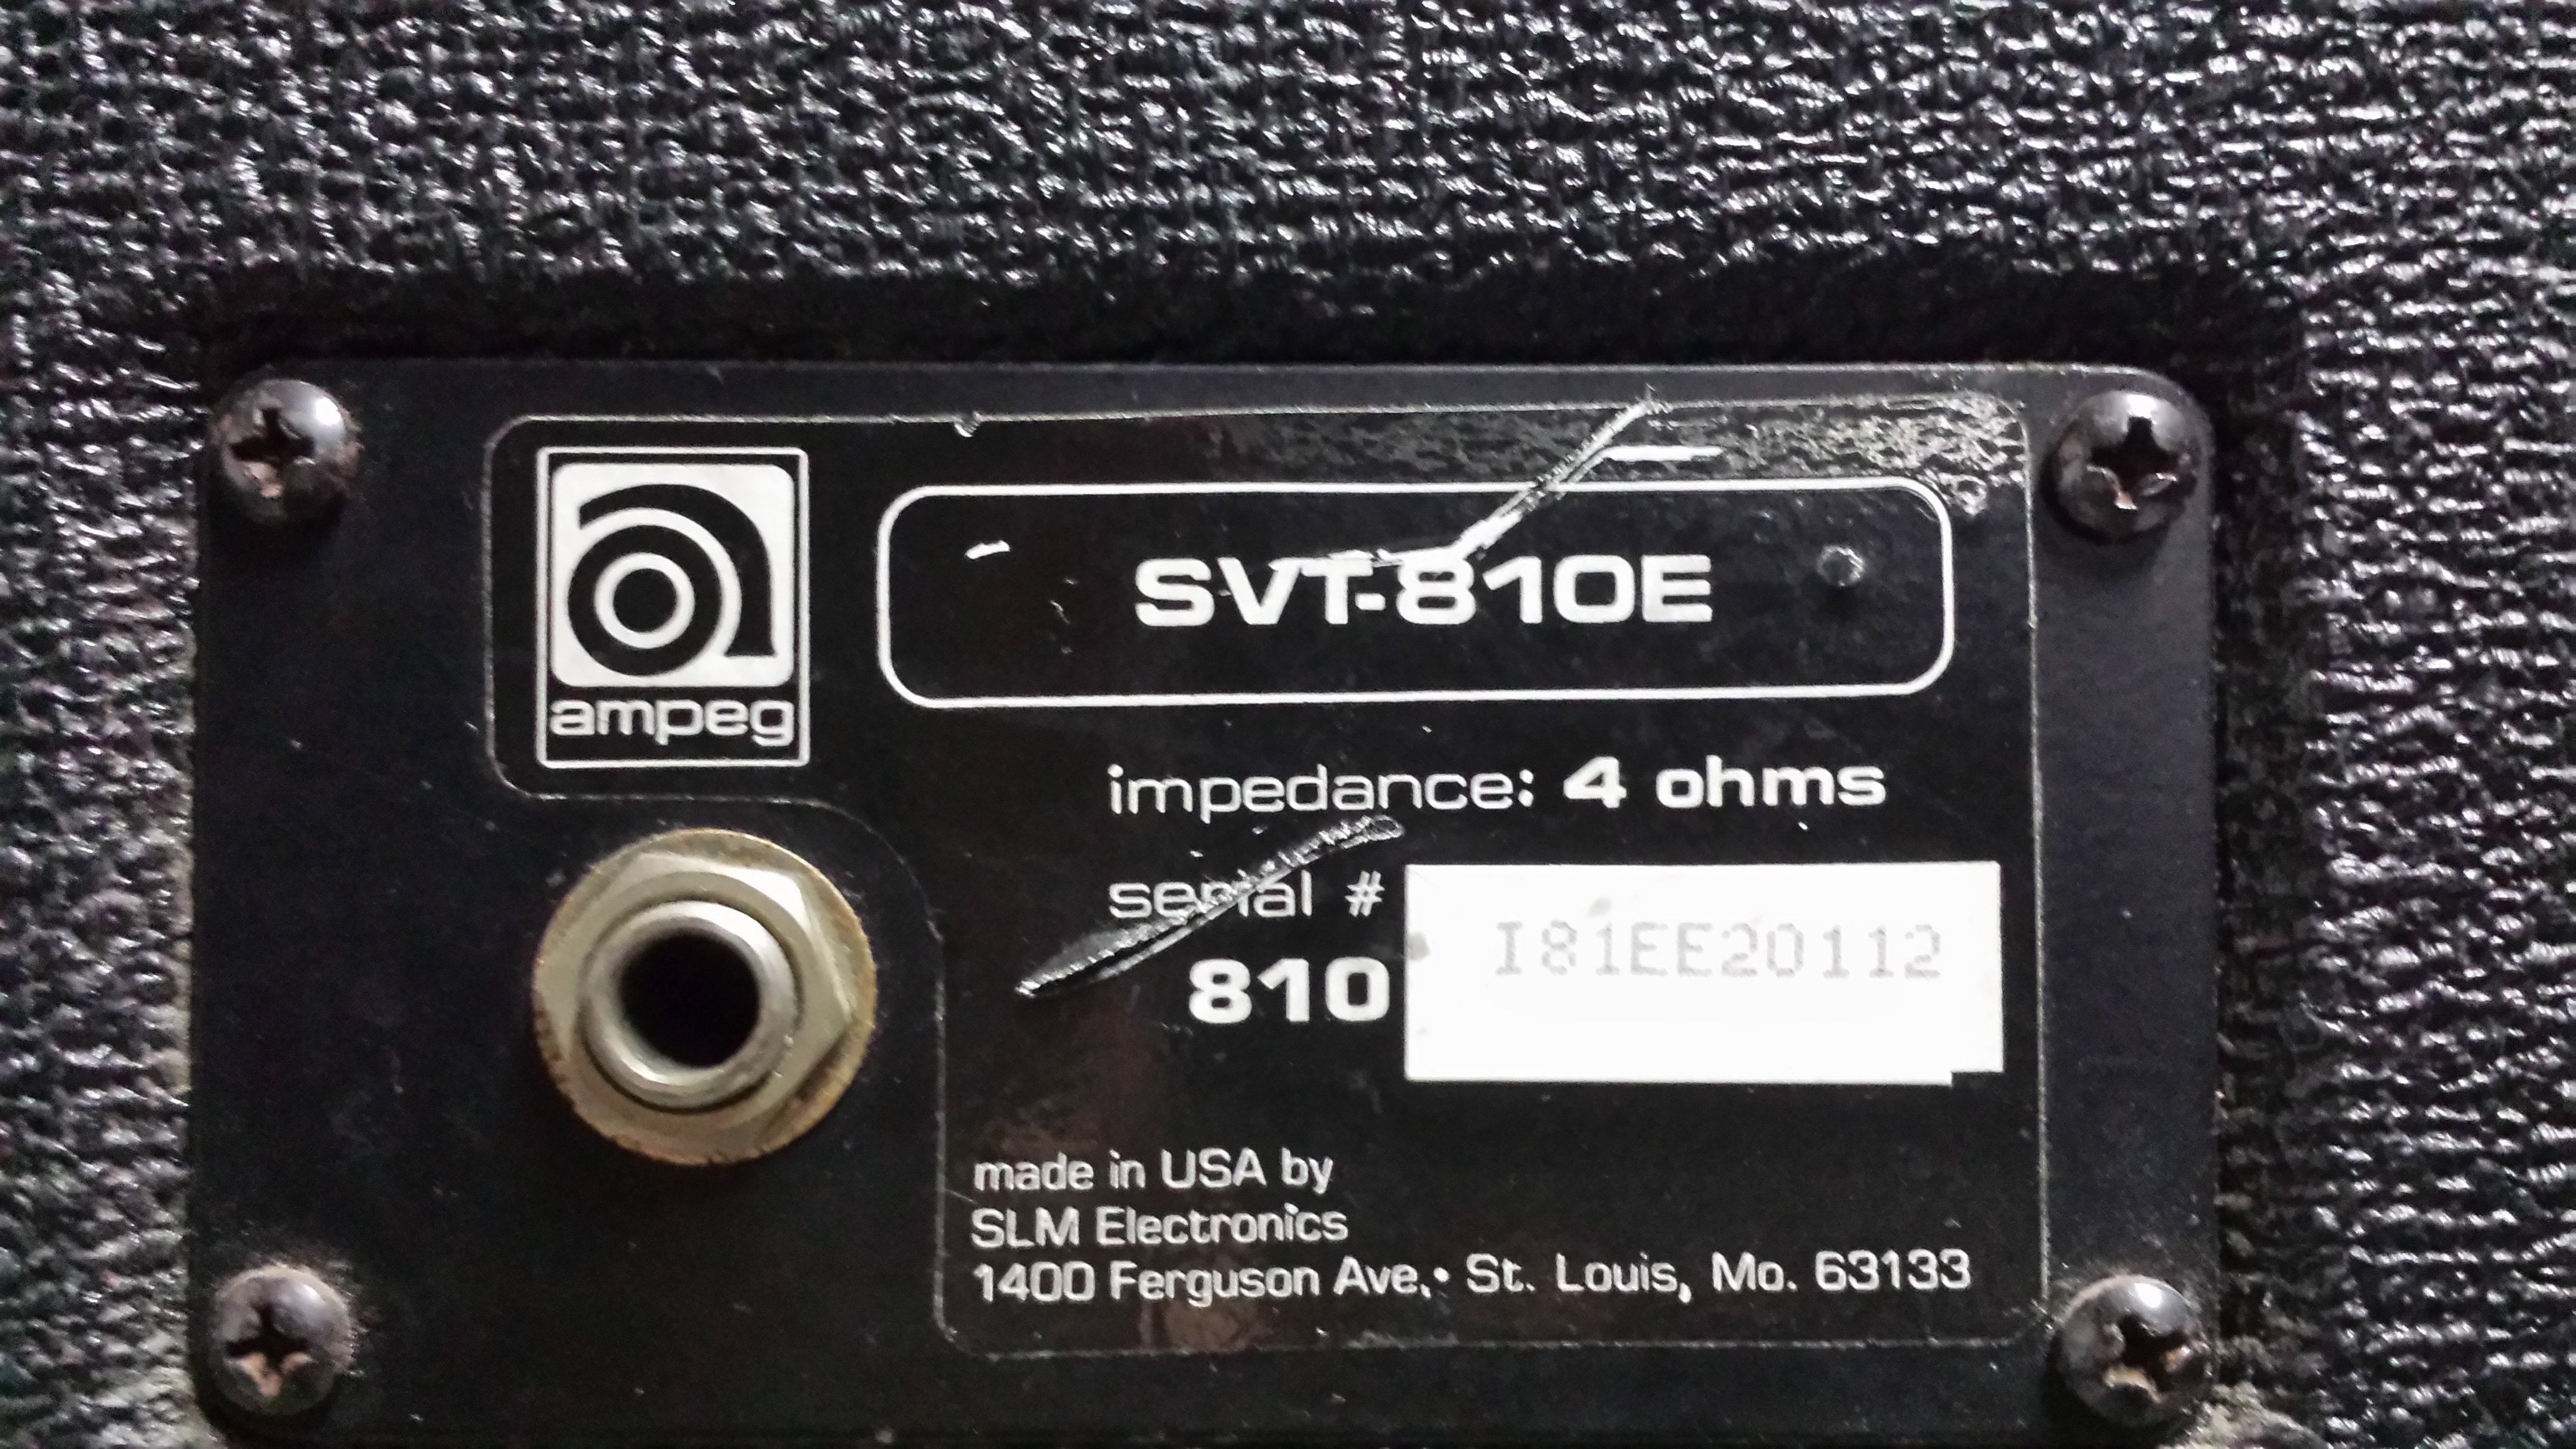 ampeg
SVT-810E
impedance: 4 ohms
serial #
810 I81EE20112
made in USA by
SLM Electronics
1400 Ferguson Ave.• St. Louis, Mo. 63133